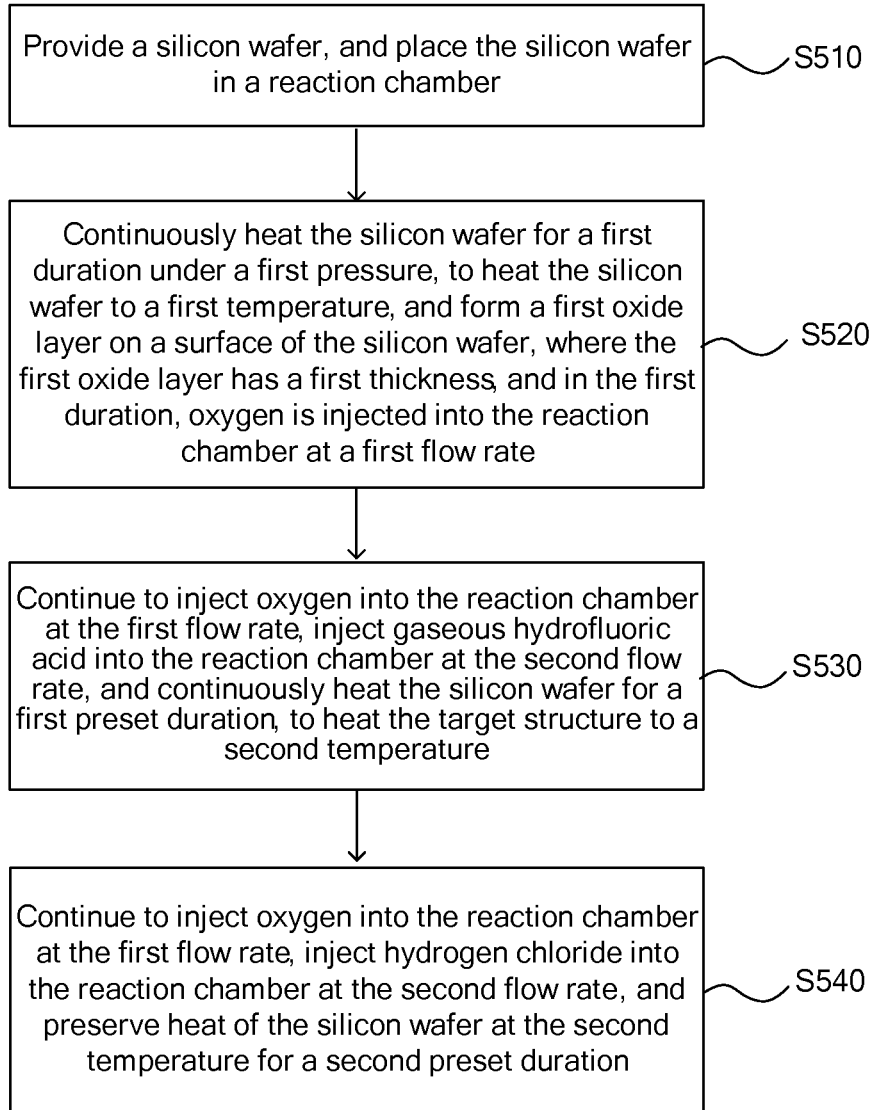 Provide a silicon wafer, and place the silicon wafer
in a reaction chamber
S510
Continuously heat the silicon wafer for a first
duration under a first pressure, to heat the silicon
wafer to a first temperature, and form a first oxide
layer on a surface of the silicon wafer, where the
first oxide layer has a first thickness, and in the first
duration, oxygen is injected into the reaction
chamber at a first flow rate
S520
Continue to inject oxygen into the reaction chamber
at the first flow rate, inject gaseous hydrofluoric
acid into the reaction chamber at the second flow
rate, and continuously heat the silicon wafer for a
first preset duration, to heat the target structure to a
second temperature
S530
Continue to inject oxygen into the reaction chamber
at the first flow rate, inject hydrogen chloride into
the reaction chamber at the second flow rate, and
preserve heat of the silicon wafer at the second
temperature for a second preset duration
S540